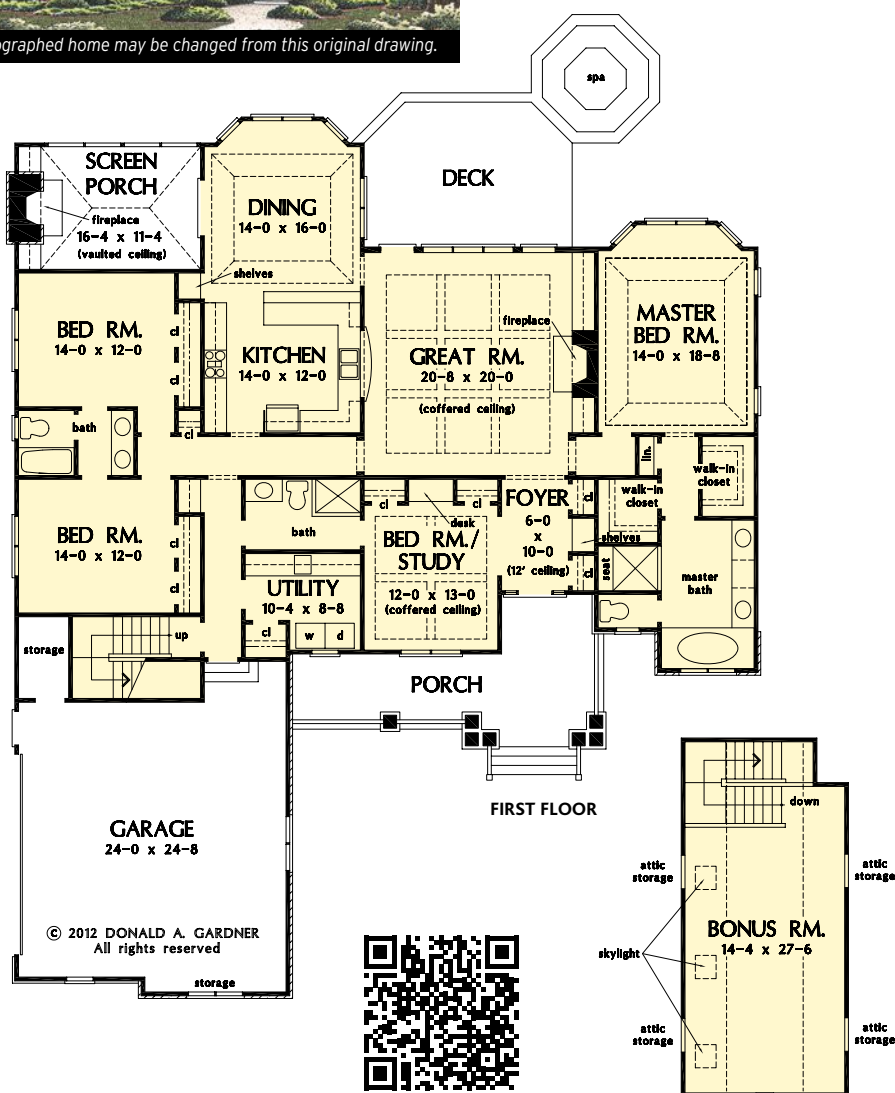 ographed home may be changed from this original drawing.
spa
SCREEN
PORCH
fireplace
16-4 x 11-4
(vaulted ceiling)
DINING
14-0 x 16-0
DECK
shelves
BED RM.
14-0 x 12-0
cl
cl
KITCHEN
14-0 x 12-0
fireplace
GREAT RM.
20-8 x 20-0
(coffered ceiling)
MASTER
BED RM.
14-0 x 18-8
bath
cl
lin.
walk-in
closet
walk-in
closet
BED RM.
14-0 x 12-0
cl
cl
bath
cl
desk
cl
BED RM./
STUDY
12-0 x 13-0
(coffered ceiling)
FOYER
6-0
x
10-0
(12' ceiling)
cl
shelves
cl
seat
master
bath
UTILITY
10-4 x 8-8
cl
w
d
storage
up
PORCH
FIRST FLOOR
GARAGE
24-0 x 24-8
© 2012 DONALD A. GARDNER
All rights reserved
storage
down
attic
storage
attic
storage
BONUS RM.
14-4 x 27-6
skylight
attic
storage
attic
storage